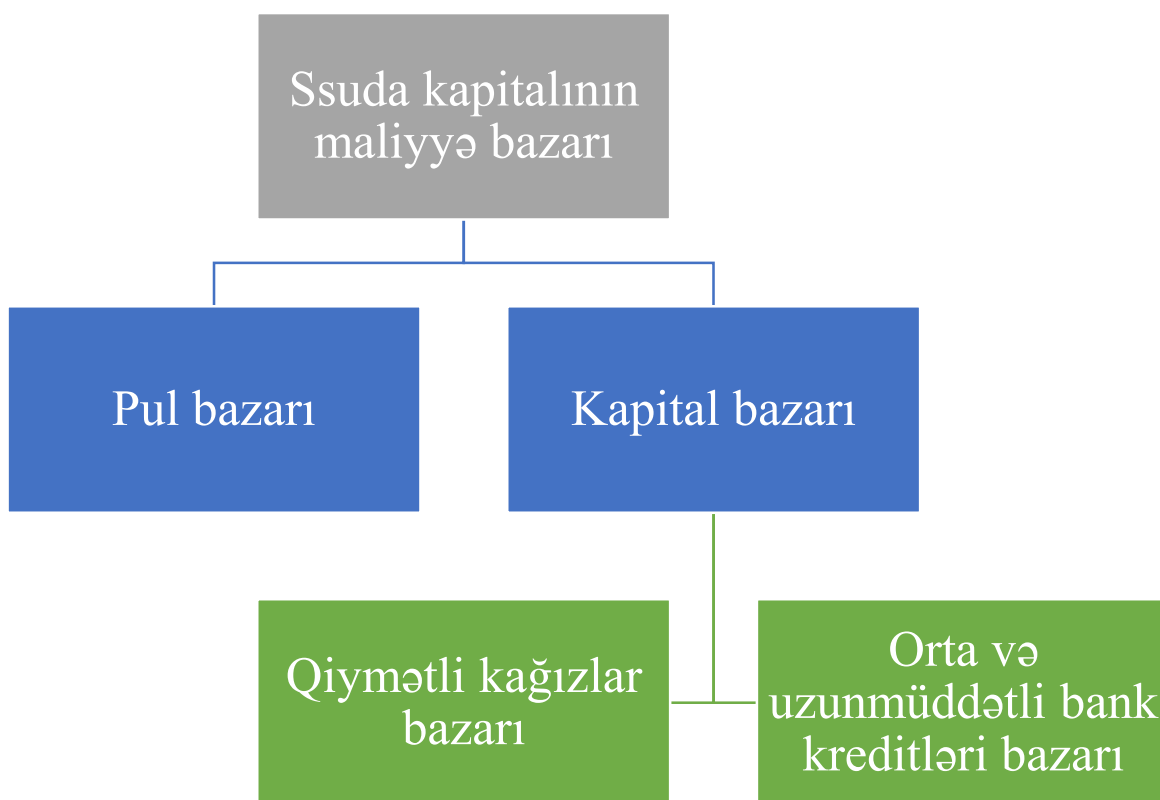 Ssuda kapitalının
maliyyə bazarı
Pul bazarı
Kapital bazarı
Qiymətli kağızlar
bazarı
Orta və
uzunmüddətli bank
kreditləri bazarı